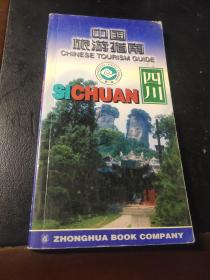 中国
旅游指南
CHINESE TOURISM GUIDE
四川
SICHUAN
ZHONGHUA BOOK COMPANY